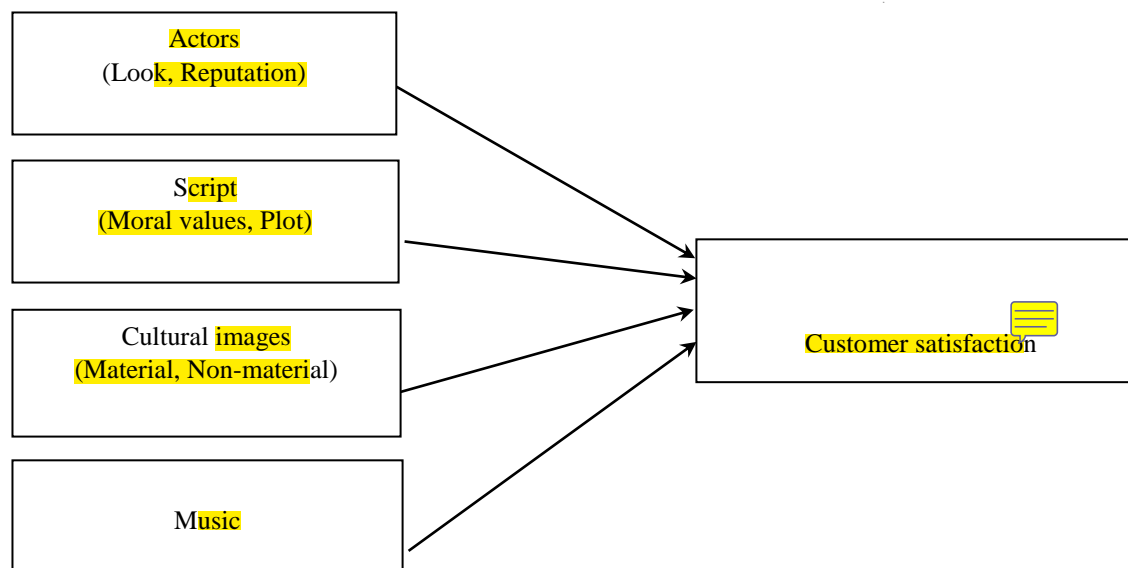 Actors
(Look, Reputation)
Script
(Moral values, Plot)
Cultural images
(Material, Non-material)
Music
Customer satisfaction